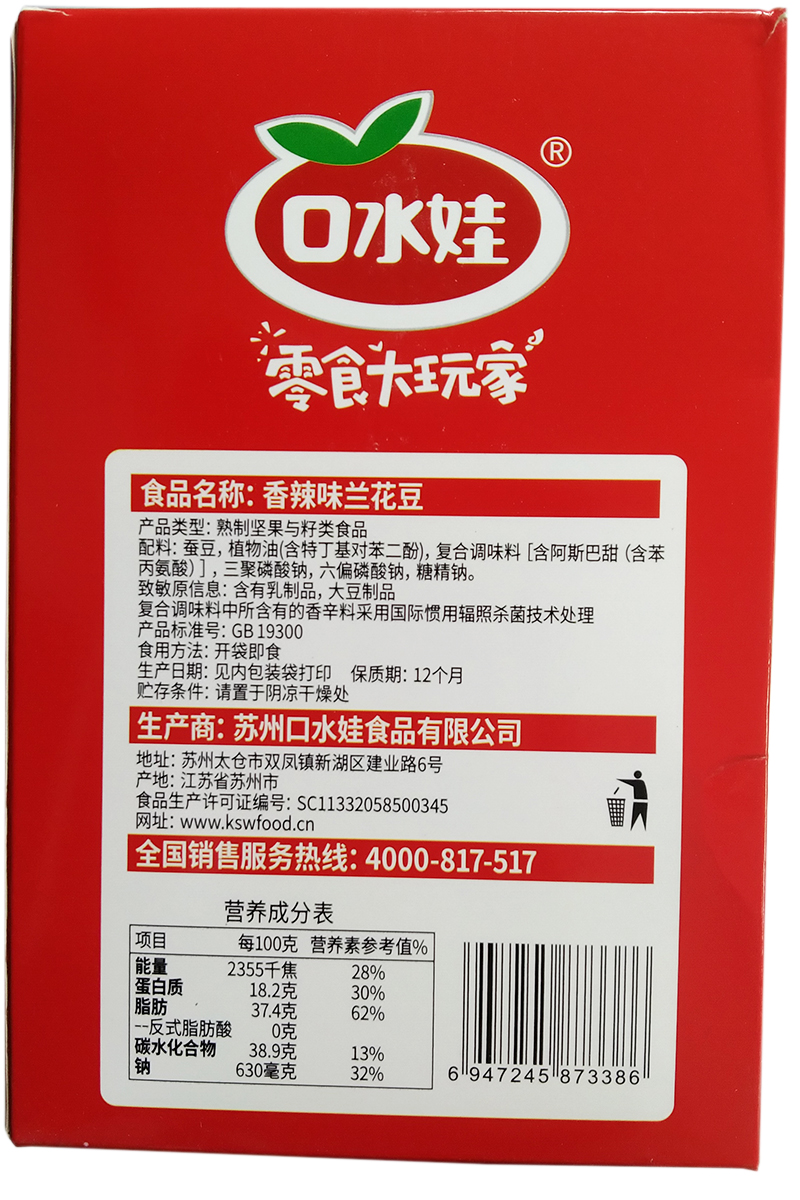 口水娃
®
零食大玩家
食品名称：香辣味兰花豆
产品类型：熟制坚果与籽类食品
配料：蚕豆，植物油(含特丁基对苯二酚)，复合调味料［含阿斯巴甜（含苯
丙氨酸）］，三聚磷酸钠，六偏磷酸钠，糖精钠。
致敏原信息：含有乳制品，大豆制品
复合调味料中所含有的香辛料采用国际惯用辐照杀菌技术处理
产品标准号：GB 19300
食用方法：开袋即食
生产日期：见内包装袋打印 保质期：12个月
贮存条件：请置于阴凉干燥处
生产商：苏州口水娃食品有限公司
地址：苏州太仓市双凤镇新湖区建业路6号
产地：江苏省苏州市
食品生产许可证编号：SC11332058500345
网址：www.kswfood.cn
全国销售服务热线：4000-817-517
营养成分表
项目 每100克 营养素参考值%
能量 2355千焦 28%
蛋白质 18.2克 30%
脂肪 37.4克 62%
--反式脂肪酸 0克
碳水化合物 38.9克 13%
钠 630毫克 32%
6 947245 873386